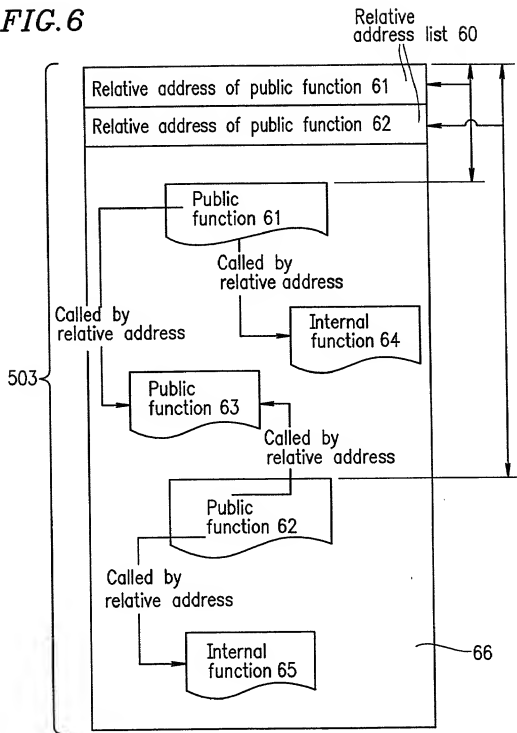 FIG. 6
Relative
address list 60
Relative address of public function 61
Relative address of public function 62
Public
function 61
Called by
relative address
Called by
relative address
Internal
function 64
503
Public
function 63
Called by
relative address
Public
function 62
Called by
relative address
Internal
function 65
66